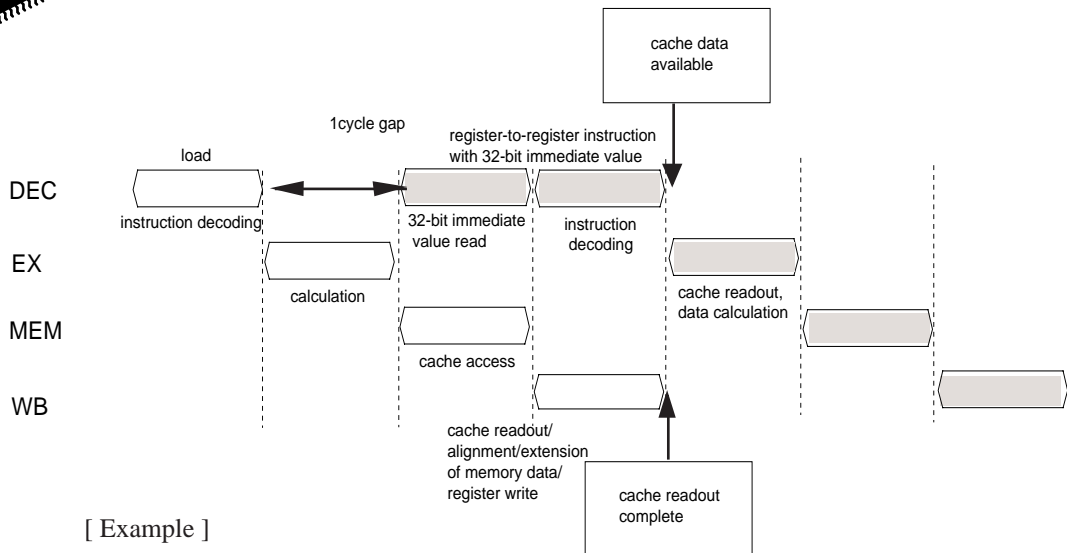 cache data
available
1cycle gap
register-to-register instruction
with 32-bit immediate value
load
DEC
instruction decoding
32-bit immediate
value read
instruction
decoding
EX
calculation
cache readout,
data calculation
MEM
cache access
WB
cache readout/
alignment/extension
of memory data/
register write
cache readout
complete
[ Example ]